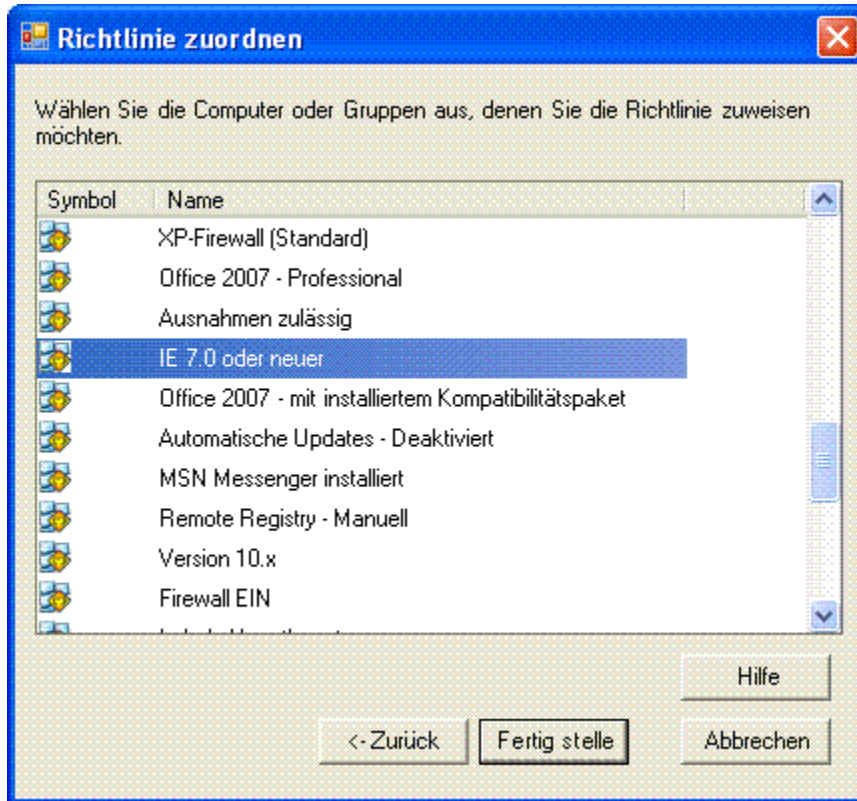 Richtlinie zuordnen
Wählen Sie die Computer oder Gruppen aus, denen Sie die Richtlinie zuweisen
möchten.
Symbol Name
XP-Firewall (Standard)
Office 2007 - Professional
Ausnahmen zulässig
IE 7.0 oder neuer
Office 2007 - mit installiertem Kompatibilitätspaket
Automatische Updates - Deaktiviert
MSN Messenger installiert
Remote Registry - Manuell
Version 10.x
Firewall EIN
Hilfe
<- Zurück Fertig stelle Abbrechen